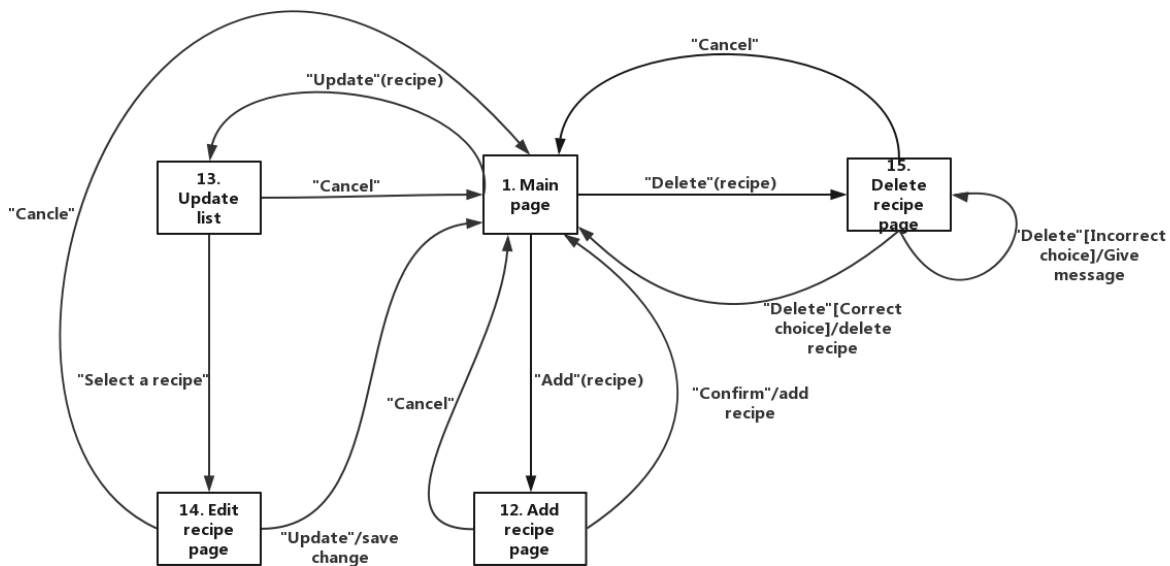 "Cancel"
"Update"(recipe)
13.
Update
list
"Cancel"
1. Main
page
"Delete"(recipe)
15.
Delete
recipe
page
"Cancle"
"Delete"[Incorrect
choice]/Give
message
"Delete"[Correct
choice]/delete
recipe
"Select a recipe"
"Add"(recipe)
"Cancel"
"Confirm"/add
recipe
14. Edit
recipe
page
"Update"/save
change
12. Add
recipe
page